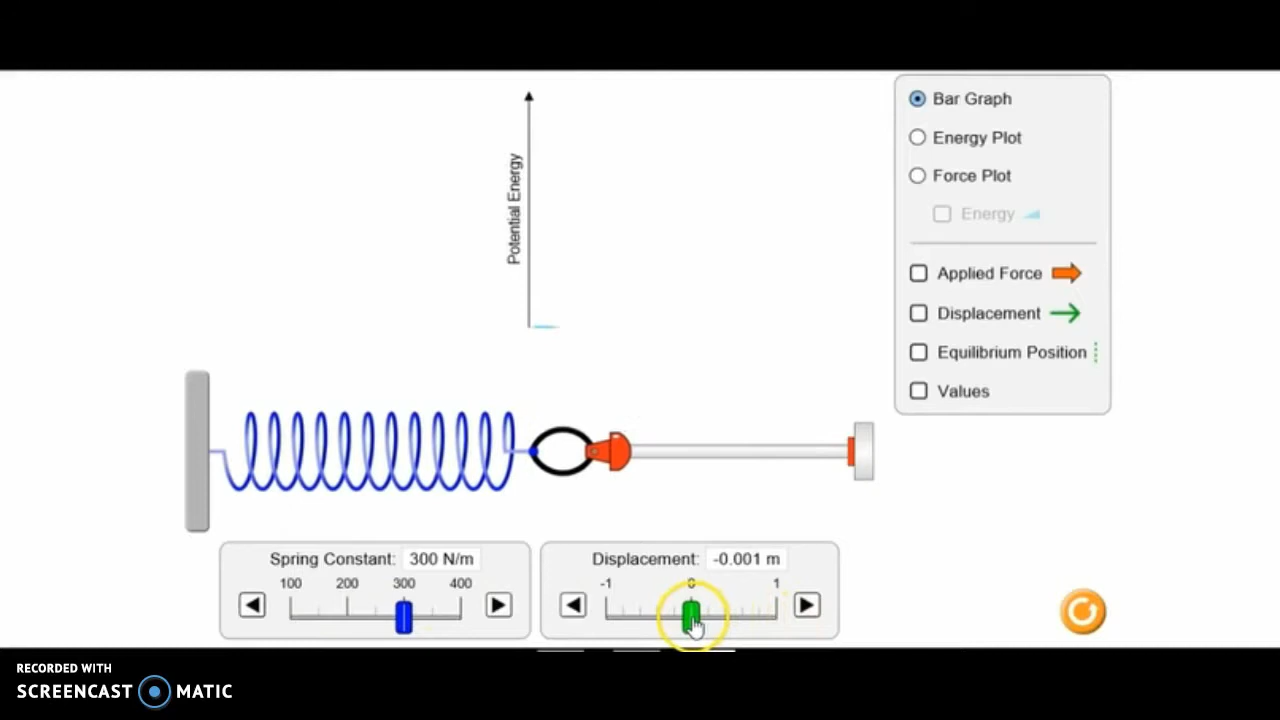 Bar Graph
Energy Plot
Force Plot
Energy
Applied Force
Displacement
Equilibrium Position
Values
Potential Energy
Spring Constant: 300 N/m
100 200 300 400
Displacement: -0.001 m
-1 0 1
RECORDED WITH
SCREENCAST MATIC